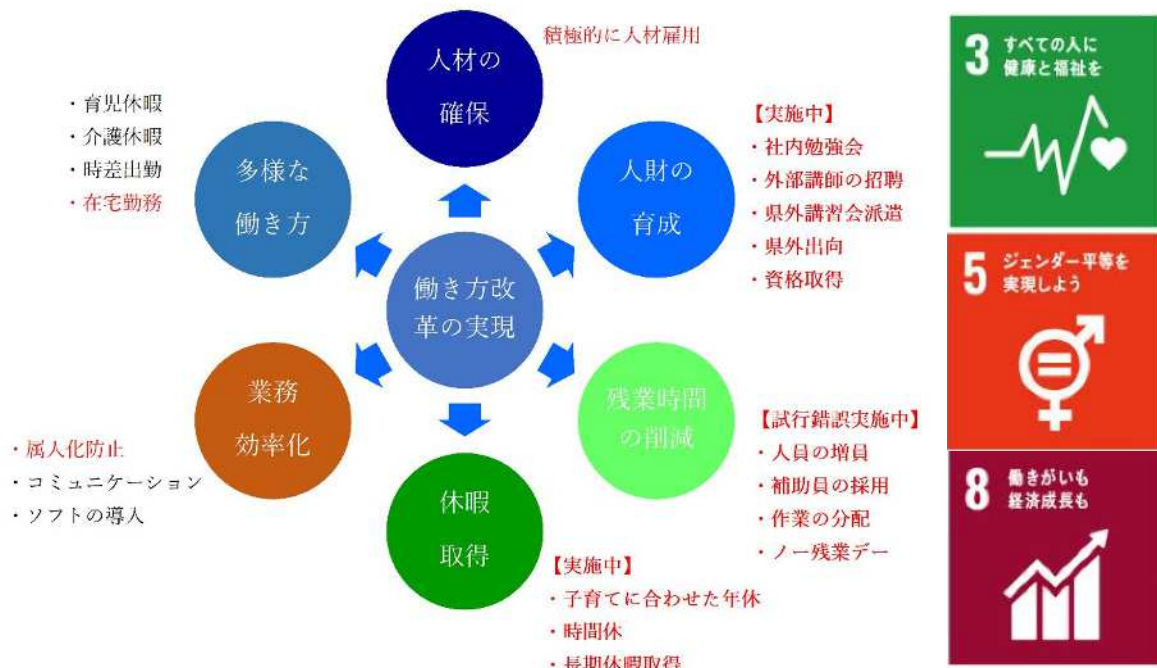 人材の
確保
積極的に人材雇用
・育児休暇
・介護休暇
・時差出勤
・在宅勤務
多様な
働き方
人財の
育成
【実施中】
・社内勉強会
・外部講師の招聘
・県外講習会派遣
・県外出向
・資格取得
働き方改
革の実現
業務
効率化
・属人化防止
・コミュニケーション
・ソフトの導入
残業時間
の削減
【試行錯誤実施中】
・人員の増員
・補助員の採用
・作業の分配
・ノー残業デー
休暇
取得
【実施中】
・子育てに合わせた年休
・時間休
・長期休暇取得
3 すべての人に
健康と福祉を
5 ジェンダー平等を
実現しよう
8 働きがいも
経済成長も